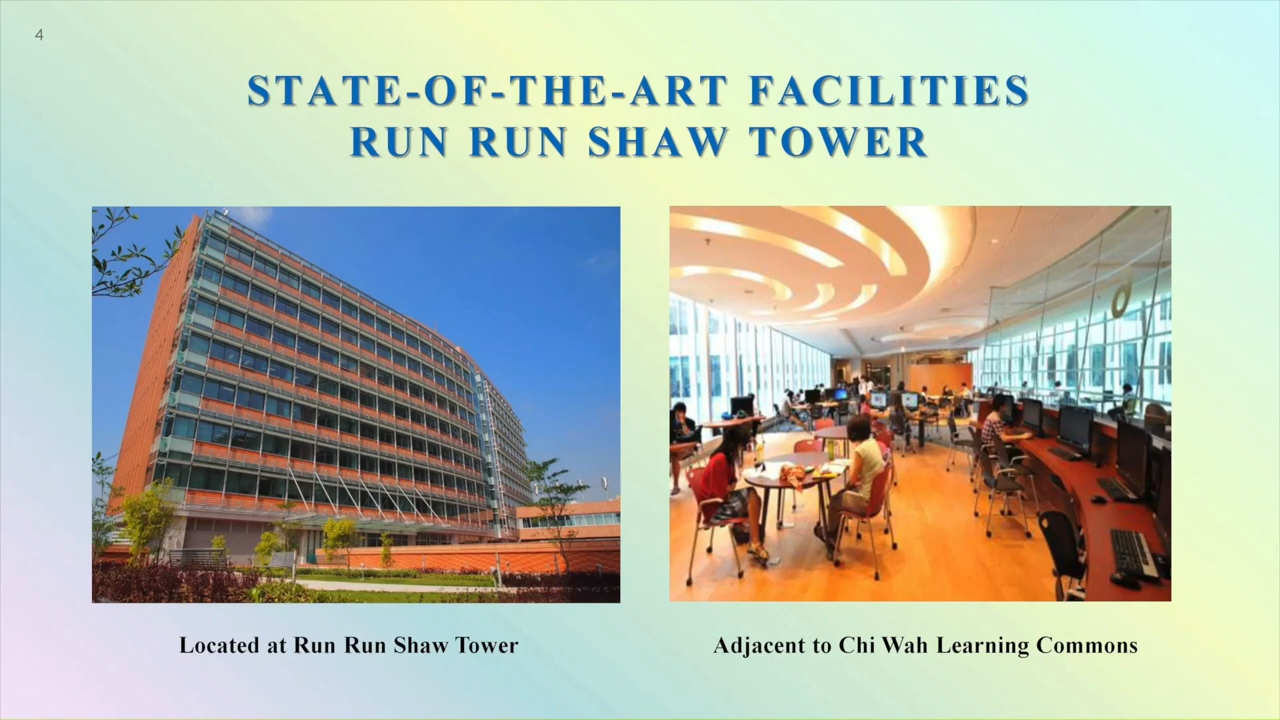 4
STATE-OF-THE-ART FACILITIES
RUN RUN SHAW TOWER
Located at Run Run Shaw Tower
Adjacent to Chi Wah Learning Commons